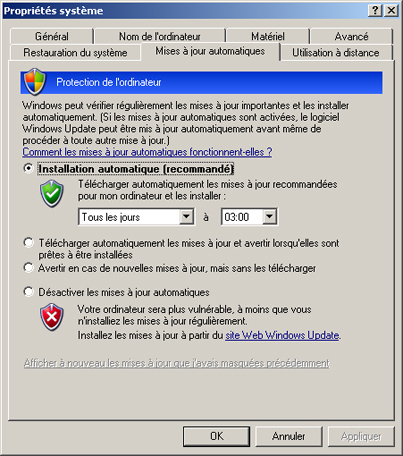 Propriétés système
Général
Nom de l'ordinateur
Matériel
Avancé
Restauration du système
Mises à jour automatiques
Utilisation à distance
Protection de l'ordinateur
Windows peut vérifier régulièrement les mises à jour importantes et les installer
automatiquement. (Si les mises à jour automatiques sont activées, le logiciel
Windows Update peut être mis à jour automatiquement avant même de
procéder à toute autre mise à jour.)
Comment les mises à jour automatiques fonctionnent-elles ?
Installation automatique (recommandé)
Télécharger automatiquement les mises à jour recommandées
pour mon ordinateur et les installer :
Tous les jours
à
03:00
Télécharger automatiquement les mises à jour et avertir lorsqu'elles sont
prêtes à être installées
Avertir en cas de nouvelles mises à jour, mais sans les télécharger
Désactiver les mises à jour automatiques
Votre ordinateur sera plus vulnérable, à moins que vous
n'installiez les mises à jour régulièrement.
Installez les mises à jour à partir du site Web Windows Update.
Afficher à nouveau les mises à jour que j'avais masquées précédemment
OK
Annuler
Appliquer